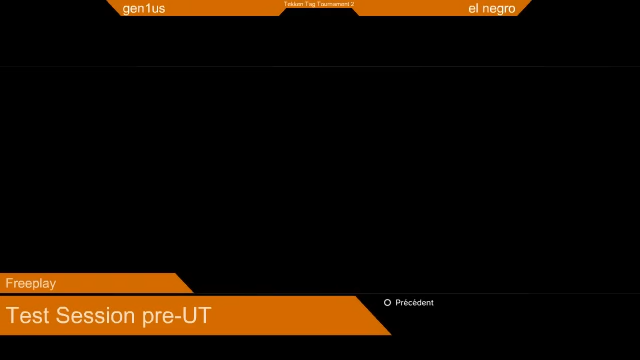 gen1us
Tekken Tag Tournament 2
el negro
Freeplay
Précédent
Test Session pre-UT